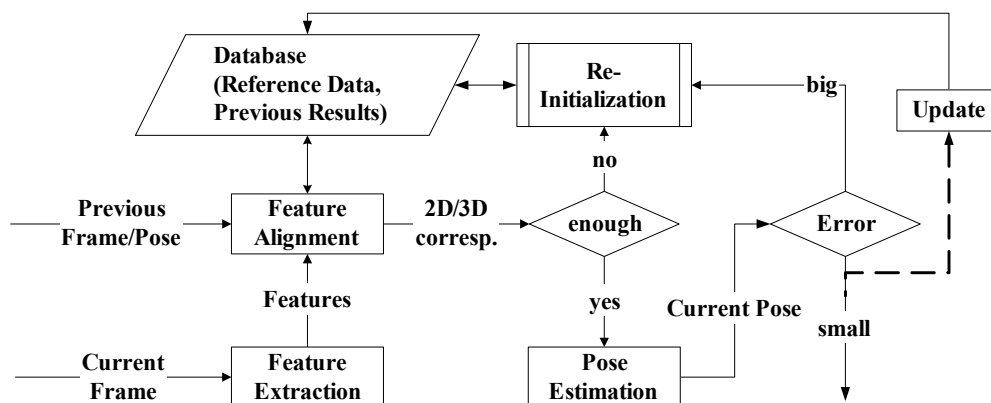 Database
(Reference Data,
Previous Results)
Re-
Initialization
big
Update
no
Previous
Frame/Pose
Feature
Alignment
2D/3D
corresp.
enough
Error
Features
yes
Current Pose
small
Current
Frame
Feature
Extraction
Pose
Estimation